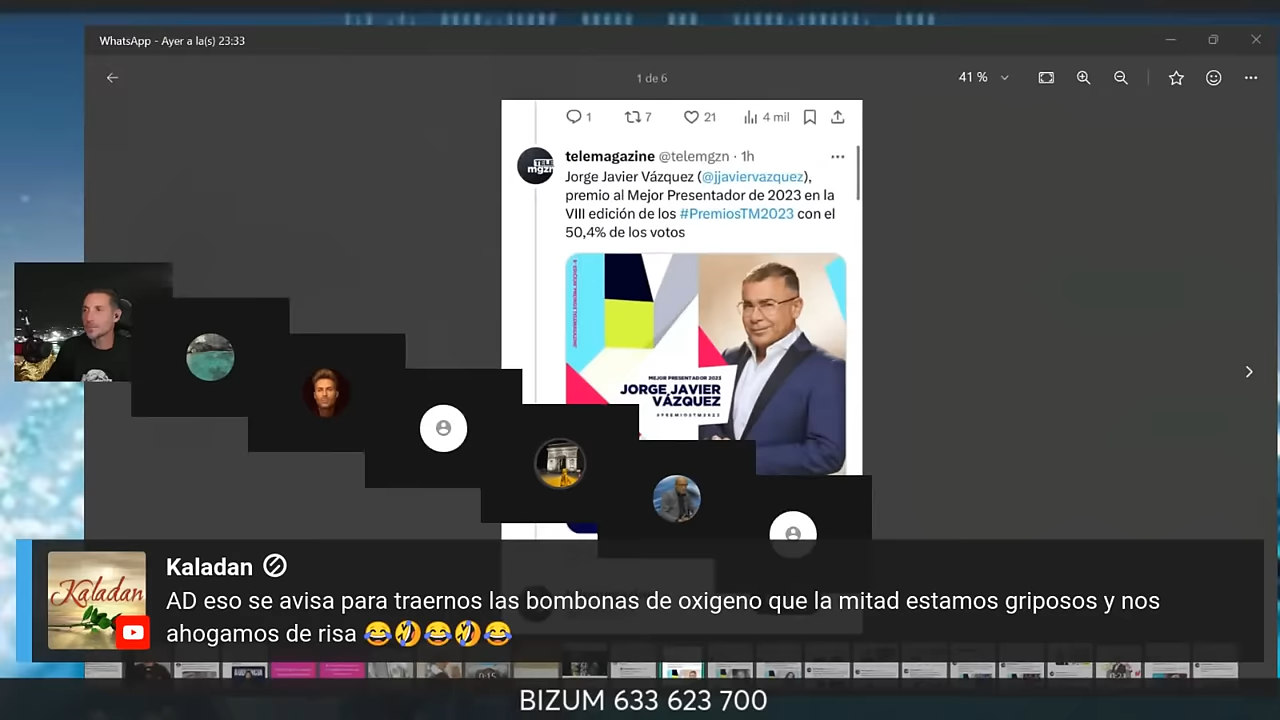 WhatsApp - Ayer a la(s) 23:33
1 de 6
41 %
1
7
21
4 mil
TELE
mgzn
telemagazine @telemgzn · 1h
Jorge Javier Vázquez (@jjaviervazquez),
premio al Mejor Presentador de 2023 en la
VIII edición de los #PremiosTM2023 con el
50,4% de los votos
MEJOR PRESENTADOR 2023
JORGE JAVIER
VÁZQUEZ
#PREMIOSTM2023
Kaladan
Kaladan
AD eso se avisa para traernos las bombonas de oxigeno que la mitad estamos griposos y nos
ahogamos de risa 😂🤣😂🤣😂
BIZUM 633 623 700